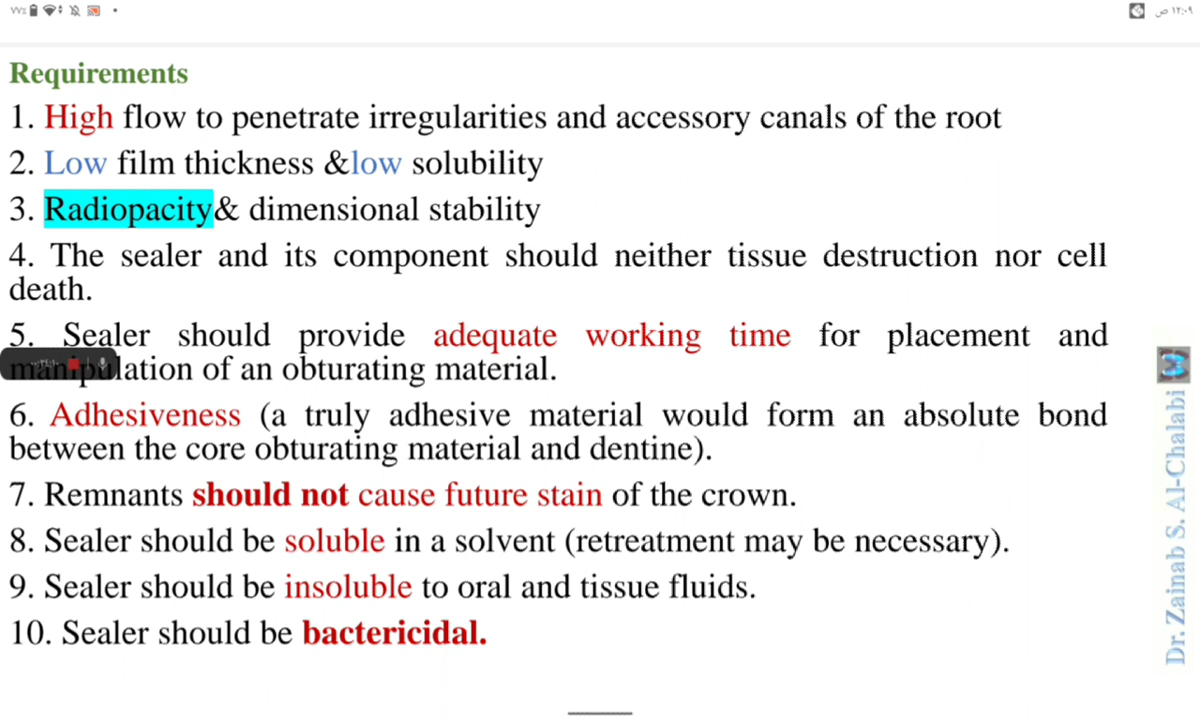 ٧٧٪
١٢:٠٩ ص
Requirements
1. High flow to penetrate irregularities and accessory canals of the root
2. Low film thickness &low solubility
3. Radiopacity& dimensional stability
4. The sealer and its component should neither tissue destruction nor cell
death.
5. Sealer should provide adequate working time for placement and
manipulation of an obturating material.
6. Adhesiveness (a truly adhesive material would form an absolute bond
between the core obturating material and dentine).
7. Remnants should not cause future stain of the crown.
8. Sealer should be soluble in a solvent (retreatment may be necessary).
9. Sealer should be insoluble to oral and tissue fluids.
10. Sealer should be bactericidal.
Dr. Zainab S. Al-Chalabi